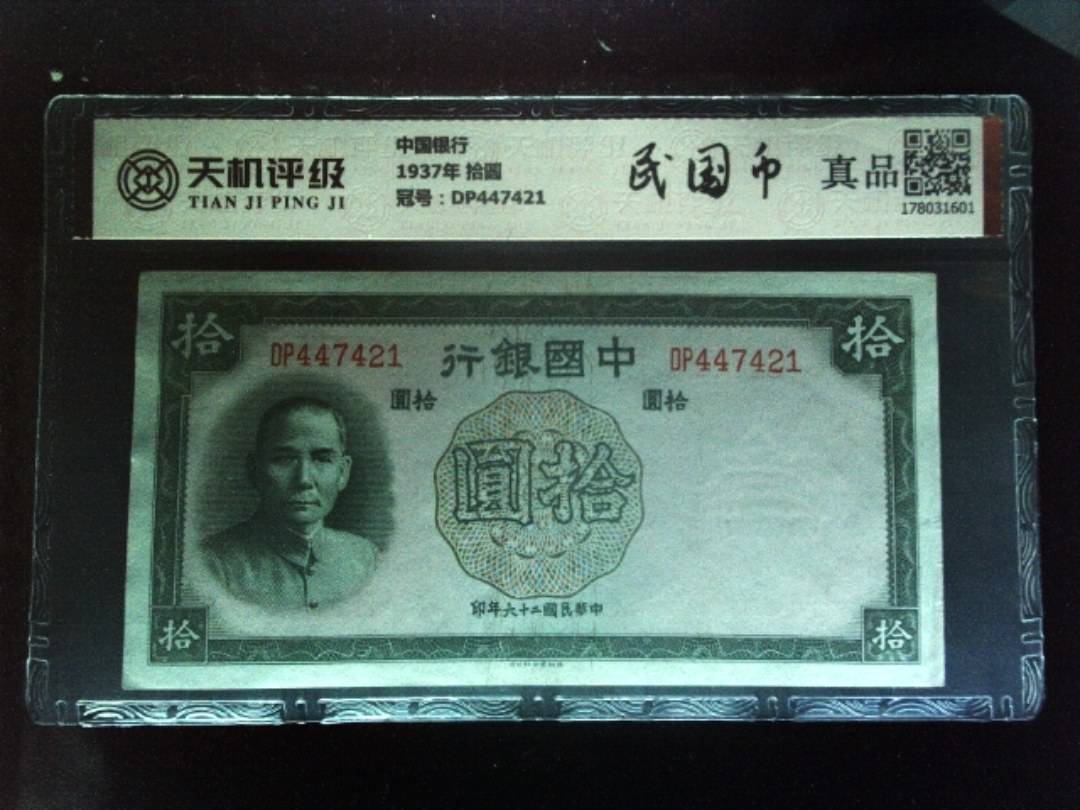 天机评级
TIAN JI PING JI
中国银行
1937年 拾圆
冠号：DP447421
民国币
真品
178031601
拾
拾
DP447421
行銀國中
DP447421
圓拾
圓拾
圓拾
印年六十二國民華中
拾
拾